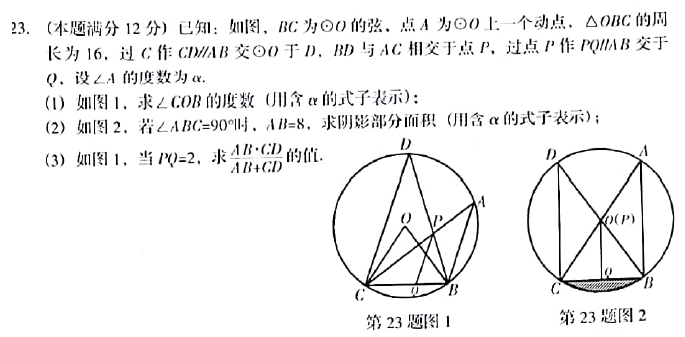 23. (本题满分 12 分) 已知：如图，BC 为⊙O 的弦，点 A 为⊙O 上一个动点，△OBC 的周
长为 16，过 C 作 CD//AB 交⊙O 于 D，BD 与 AC 相交于点 P，过点 P 作 PQ//AB 交于
Q，设∠A 的度数为 α.
(1) 如图 1，求∠COB 的度数 (用含 α 的式子表示)；
(2) 如图 2，若∠ABC=90°时，AB=8，求阴影部分面积 (用含 α 的式子表示)；
(3) 如图 1，当 PQ=2，求 AB·CD/AB+CD 的值.
D
A
O
P
C
Q
B
第 23 题图 1
D
A
O(P)
Q
C
B
第 23 题图 2